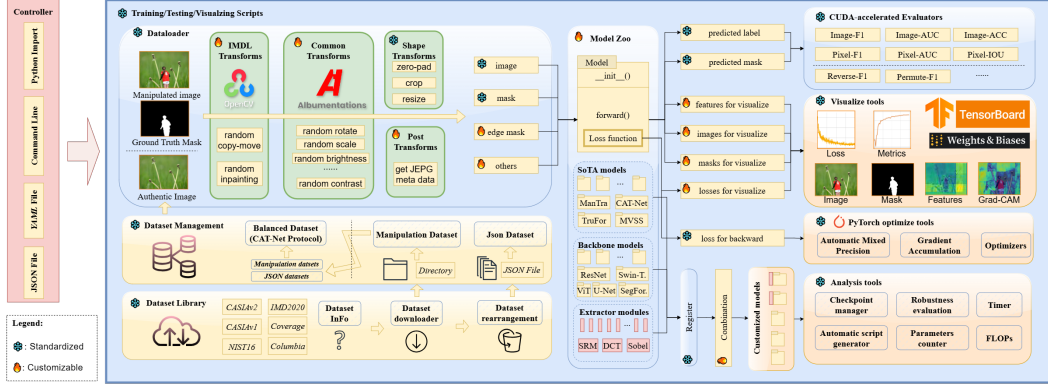 Controller
Python Import
Command Line
YAML File
JSON File
Legend:
: Standardized
: Customizable
Training/Testing/Visualzing Scripts
Dataloader
Manipulated image
Ground Truth Mask
Authentic Image
IMDL
Transforms
OpenCV
random
copy-move
random
inpainting
Common
Transforms
Albumentations
random rotate
random scale
random brightness
......
random contrast
Shape
Transforms
zero-pad
crop
resize
Post
Transforms
get JEPG
meta data
image
mask
edge mask
others
Dataset Management
Balanced Dataset
(CAT-Net Protocol)
Manipulation datsets
JSON datasets
Manipulation Dataset
Directory
Json Dataset
JSON File
Dataset Library
CASIAv2
IMD2020
CASIAv1
Coverage
NIST16
Columbia
Dataset
InFo
Dataset
downloader
Dataset
rearrangement
Model Zoo
Model
__init__()
forward()
Loss function
SoTA models
...
ManTra
CAT-Net
TruFor
MVSS
Backbone models
...
ResNet
Swin-T.
ViT
U-Net
SegFor.
Extractor modules
...
SRM
DCT
Sobel
predicted label
predicted mask
features for visualize
images for visualize
masks for visualize
losses for visualize
loss for backward
Register
combination
Customized models
CUDA-accelerated Evaluators
Image-F1
Image-AUC
Image-ACC
Pixel-F1
Pixel-AUC
Pixel-IOU
Reverse-F1
Permute-F1
......
Visualize tools
Loss
Metrics
TensorBoard
Weights & Biases
Image
Mask
Features
Grad-CAM
PyTorch optimize tools
Automatic Mixed
Precision
Gradient
Accumulation
Optimizers
Analysis tools
Checkpoint
manager
Robustness
evaluation
Timer
Automatic script
generator
Parameters
counter
FLOPs